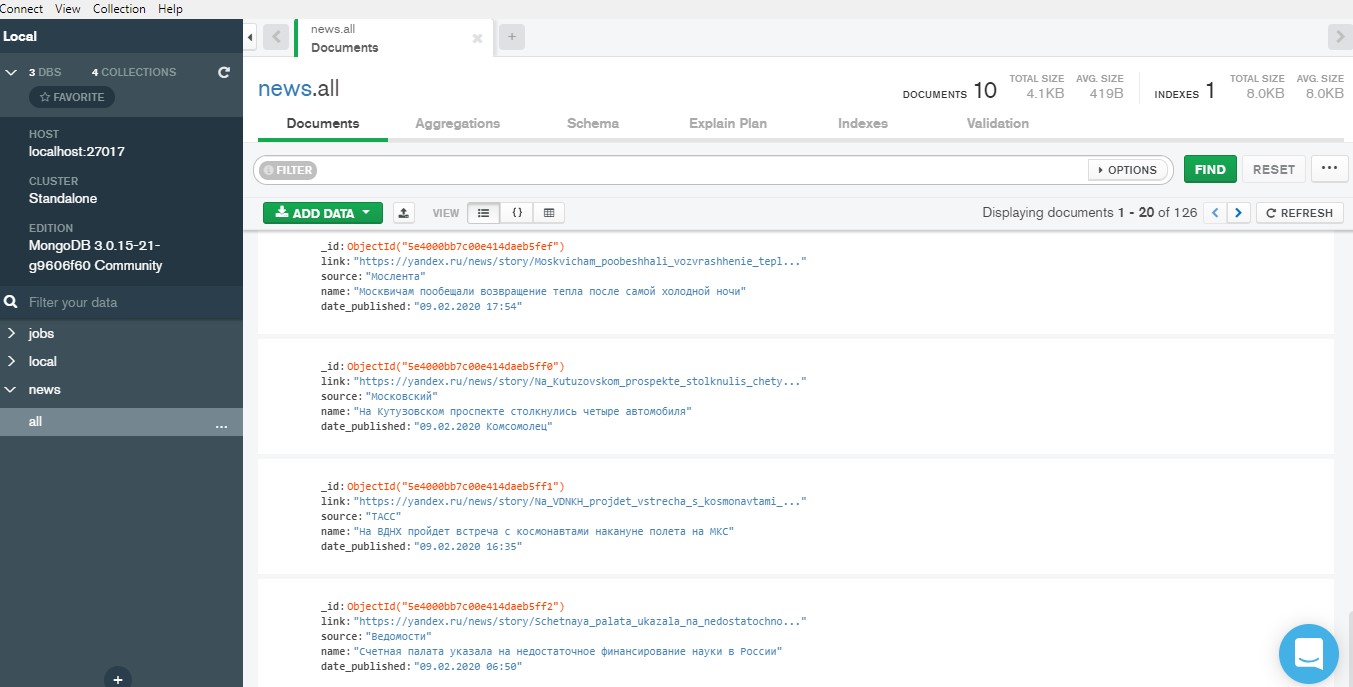 Connect View Collection Help
Local
news.all
Documents
3 DBS 4 COLLECTIONS
FAVORITE
HOST
localhost:27017
CLUSTER
Standalone
EDITION
MongoDB 3.0.15-21-
g9606f60 Community
Filter your data
jobs
local
news
all ...
news.all
DOCUMENTS 10 TOTAL SIZE 4.1KB AVG. SIZE 419B INDEXES 1 TOTAL SIZE 8.0KB AVG. SIZE 8.0KB
Documents Aggregations Schema Explain Plan Indexes Validation
FILTER OPTIONS FIND RESET ...
ADD DATA VIEW {} Displaying documents 1 - 20 of 126 < > REFRESH
_id: ObjectId("5e4000bb7c00e414daeb5fef")
link: "https://yandex.ru/news/story/Moskvicham_poobeshhali_vozvrashhenie_tepl..."
source: "Мослента"
name: "Москвичам пообещали возвращение тепла после самой холодной ночи"
date_published: "09.02.2020 17:54"
_id: ObjectId("5e4000bb7c00e414daeb5ff0")
link: "https://yandex.ru/news/story/Na_Kutuzovskom_prospekte_stolknulis_chety..."
source: "Московский"
name: "На Кутузовском проспекте столкнулись четыре автомобиля"
date_published: "09.02.2020 Комсомолец"
_id: ObjectId("5e4000bb7c00e414daeb5ff1")
link: "https://yandex.ru/news/story/Na_VDNKH_projdet_vstrecha_s_kosmonavtami_..."
source: "ТАСС"
name: "На ВДНХ пройдет встреча с космонавтами накануне полета на МКС"
date_published: "09.02.2020 16:35"
_id: ObjectId("5e4000bb7c00e414daeb5ff2")
link: "https://yandex.ru/news/story/Schetnaya_palata_ukazala_na_nedostatochno..."
source: "Ведомости"
name: "Счетная палата указала на недостаточное финансирование науки в России"
date_published: "09.02.2020 06:50"